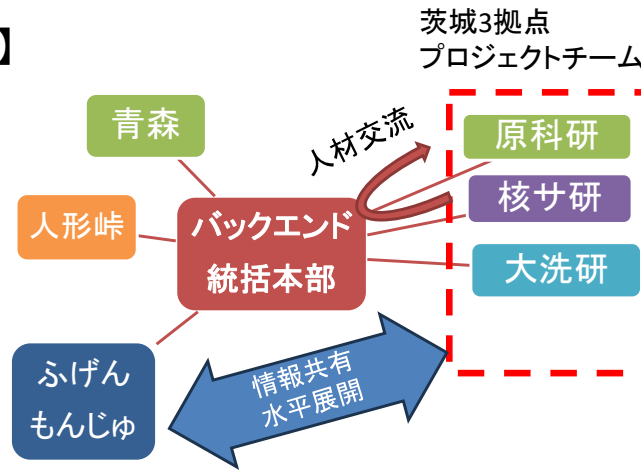 】
茨城3拠点
プロジェクトチーム
青森
人材交流
原科研
人形峠
バックエンド
統括本部
核サ研
大洗研
ふげん
もんじゅ
情報共有
水平展開